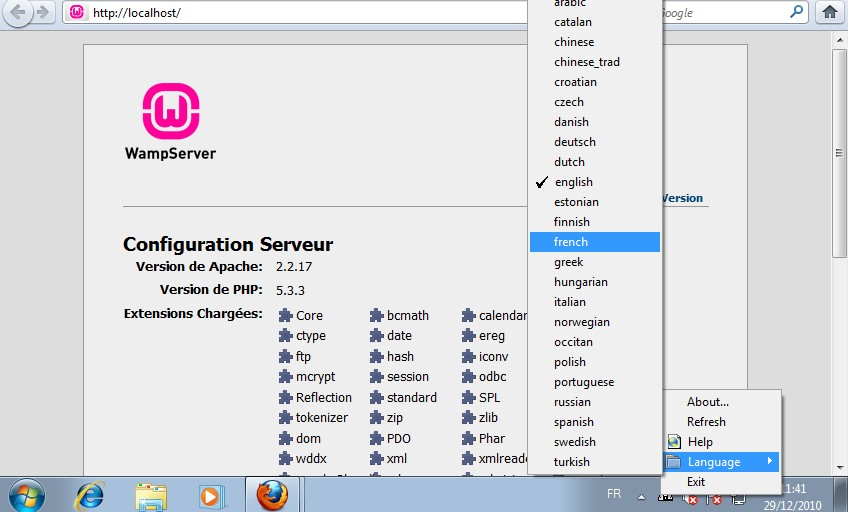 http://localhost/
Google
WampServer
Version
Configuration Serveur
Version de Apache: 2.2.17
Version de PHP: 5.3.3
Extensions Chargées: Core bcmath calendar
ctype date ereg
ftp hash iconv
mcrypt session odbc
Reflection standard SPL
tokenizer zip zlib
dom PDO Phar
wddx xml xmlreade
arabic
catalan
chinese
chinese_trad
croatian
czech
danish
deutsch
dutch
english
estonian
finnish
french
greek
hungarian
italian
norwegian
occitan
polish
portuguese
russian
spanish
swedish
turkish
About...
Refresh
Help
Language
Exit
FR
11:41
29/12/2010